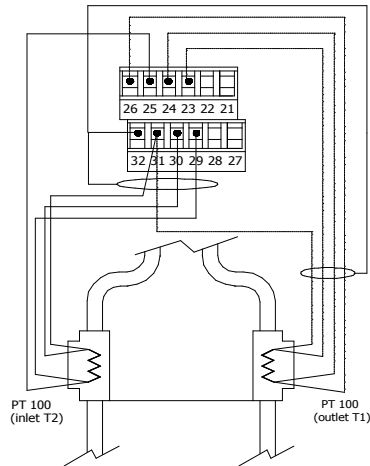 26 25 24 23 22 21
32 31 30 29 28 27
PT 100
(inlet T2)
PT 100
(outlet T1)